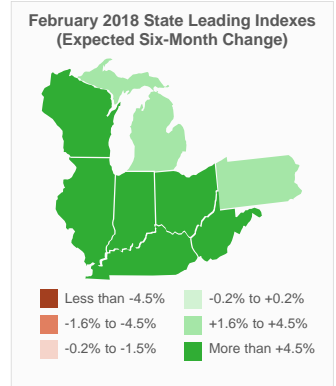 February 2018 State Leading Indexes
(Expected Six-Month Change)
Less than -4.5%
-0.2% to +0.2%
-1.6% to -4.5%
+1.6% to +4.5%
-0.2% to -1.5%
More than +4.5%